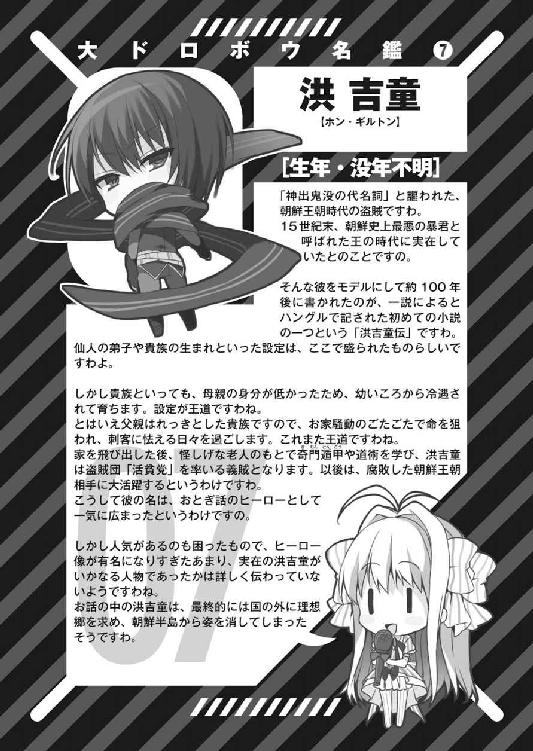 大ドロボウ名鑑❼
洪 吉童
【ホン・ギルトン】
[生年・没年不明]
「神出鬼没の代名詞」と謳われた、
朝鮮王朝時代の盗賊ですわ。
15世紀末、朝鮮史上最悪の暴君と
呼ばれた王の時代に実在して
いたとのことですの。
そんな彼をモデルにして約100年
後に書かれたのが、一説によると
ハングルで記された初めての小説
の一つという「洪吉童伝」ですわ。
仙人の弟子や貴族の生まれといった設定は、ここで盛られたものらしいで
すわよ。
しかし貴族といっても、母親の身分が低かったため、幼いころから冷遇さ
れて育ちます。設定が王道ですわね。
とはいえ父親はれっきとした貴族ですので、お家騒動のごたごたで命を狙
われ、刺客に怯える日々を過ごします。これまた王道ですわね。
家を飛び出した後、怪しげな老人のもとで奇門遁甲や道術を学び、洪吉童
は盗賊団「活貧党」を率いる義賊となります。以後は、腐敗した朝鮮王朝
相手に大活躍するというわけですわ。
こうして彼の名は、おとぎ話のヒーローとして
一気に広まったというわけですの。
しかし人気があるのも困ったもので、ヒーロー
像が有名になりすぎたあまり、実在の洪吉童が
いかなる人物であったかは詳しく伝わっていな
いようですわね。
お話の中の洪吉童は、最終的には国の外に理想
郷を求め、朝鮮半島から姿を消してしまった
そうですわ。
07